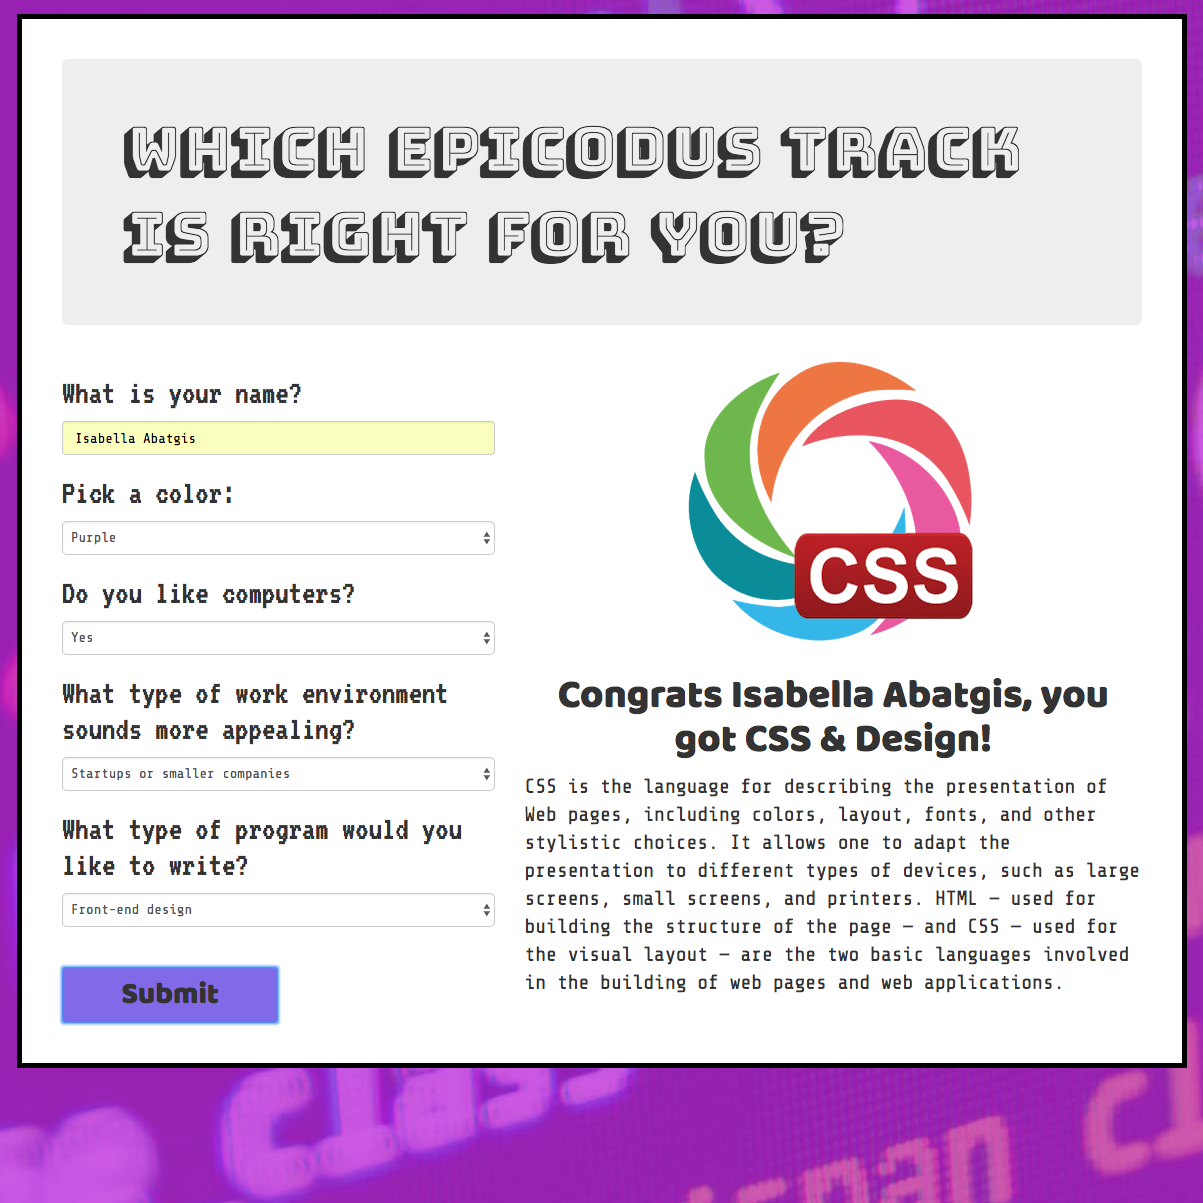 WHICH EPICODUS TRACK
IS RIGHT FOR YOU?
What is your name?
Isabella Abatgis
Pick a color:
Purple
Do you like computers?
Yes
What type of work environment
sounds more appealing?
Startups or smaller companies
What type of program would you
like to write?
Front-end design
Submit
CSS
Congrats Isabella Abatgis, you
got CSS & Design!
CSS is the language for describing the presentation of
Web pages, including colors, layout, fonts, and other
stylistic choices. It allows one to adapt the
presentation to different types of devices, such as large
screens, small screens, and printers. HTML – used for
building the structure of the page – and CSS – used for
the visual layout – are the two basic languages involved
in the building of web pages and web applications.
class